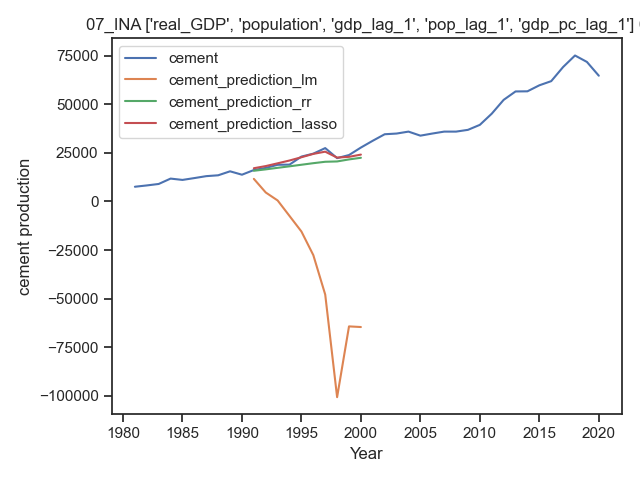 07_INA ['real_GDP', 'population', 'gdp_lag_1', 'pop_lag_1', 'gdp_pc_lag_1']
cement
cement_prediction_lm
cement_prediction_rr
cement_prediction_lasso
75000
50000
25000
0
−25000
−50000
−75000
−100000
cement production
1980 1985 1990 1995 2000 2005 2010 2015 2020
Year